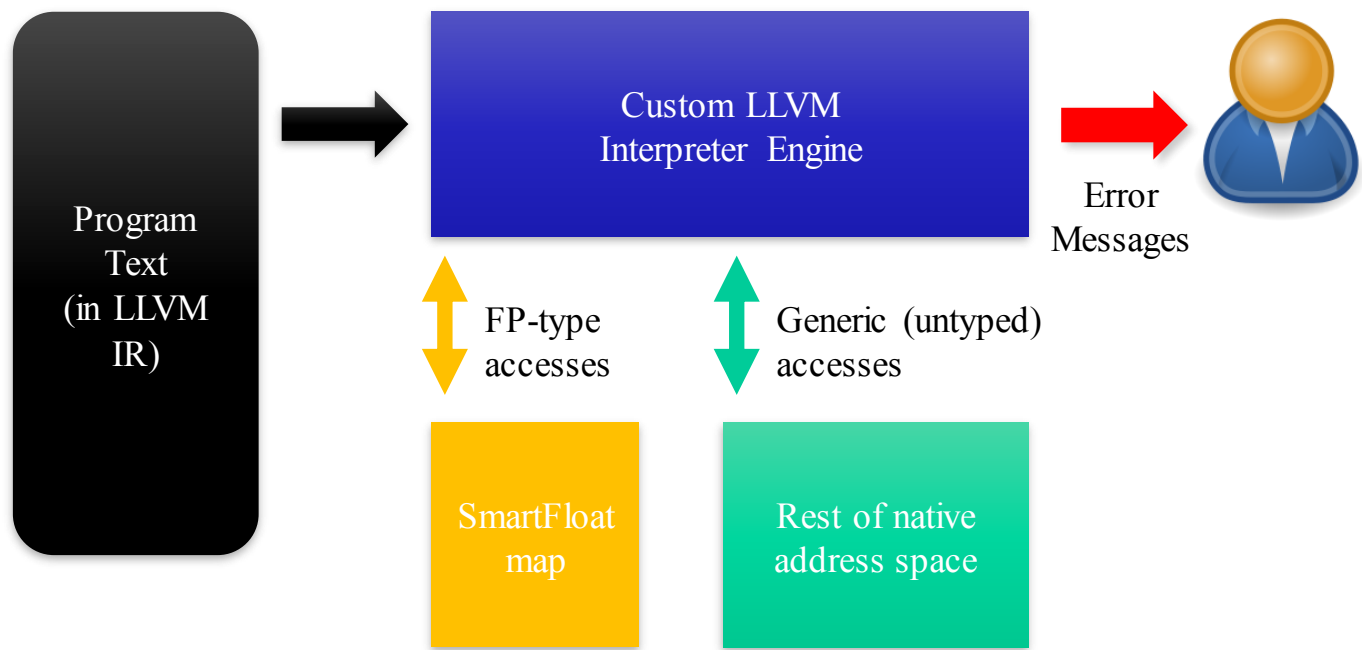 Program
Text
(in LLVM
IR)
Custom LLVM
Interpreter Engine
Error
Messages
FP-type
accesses
Generic (untyped)
accesses
SmartFloat
map
Rest of native
address space